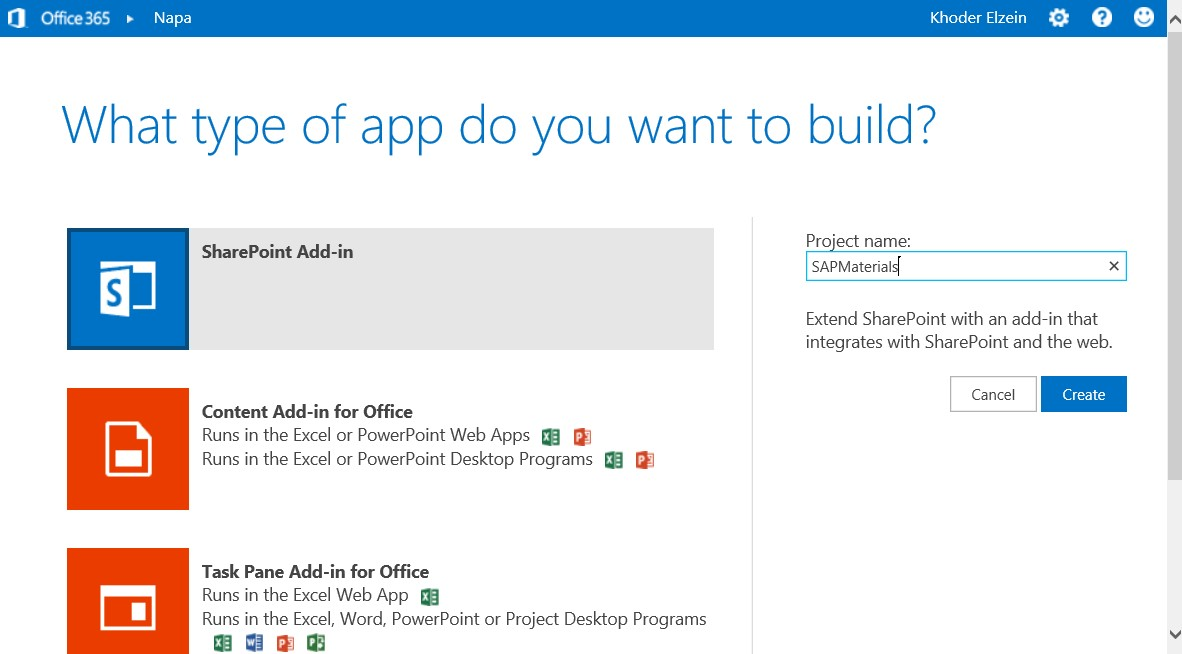 Office 365 ▸ Napa
Khoder Elzein
What type of app do you want to build?
SharePoint Add-in
Content Add-in for Office
Runs in the Excel or PowerPoint Web Apps
Runs in the Excel or PowerPoint Desktop Programs
Task Pane Add-in for Office
Runs in the Excel Web App
Runs in the Excel, Word, PowerPoint or Project Desktop Programs
Project name:
SAPMaterials
Extend SharePoint with an add-in that
integrates with SharePoint and the web.
Cancel
Create